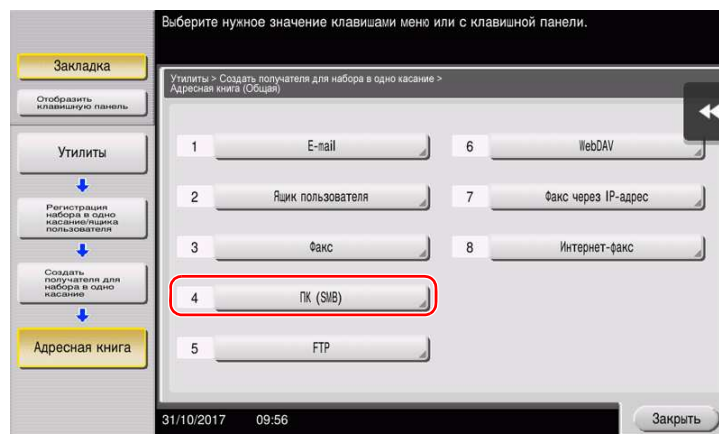 Выберите нужное значение клавишами меню или с клавишной панели.
Закладка
Отобразить
клавишную панель
Утилиты
Регистрация
набора в одно
касание/ящика
пользователя
Создать
получателя для
набора в одно
касание
Адресная книга
Утилиты > Создать получателя для набора в одно касание >
Адресная книга (Общая)
1 E-mail
2 Ящик пользователя
3 Факс
4 ПК (SMB)
5 FTP
6 WebDAV
7 Факс через IP-адрес
8 Интернет-факс
31/10/2017 09:56
Закрыть